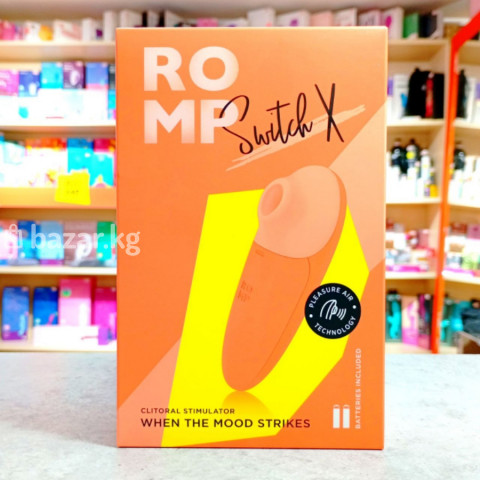 RO
MP
Switch X
bazar.kg
PLEASURE AIR
TECHNOLOGY
CLITORAL STIMULATOR
WHEN THE MOOD STRIKES
BATTERIES INCLUDED